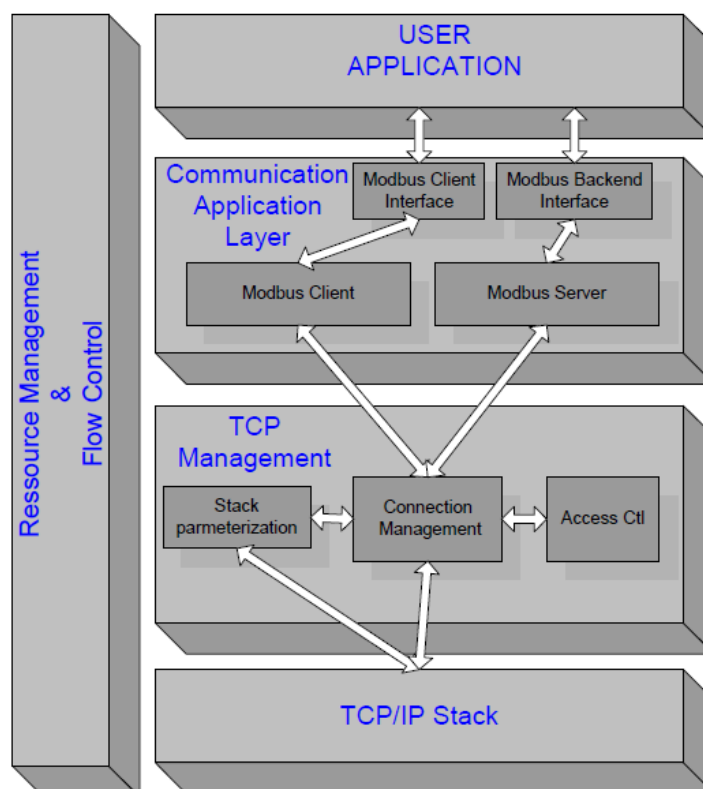 USER
APPLICATION
Communication
Application
Layer
Modbus Client
Interface
Modbus Backend
Interface
Modbus Client
Modbus Server
Ressource Management
&
Flow Control
TCP
Management
Stack
parmeterization
Connection
Management
Access Ctl
TCP/IP Stack